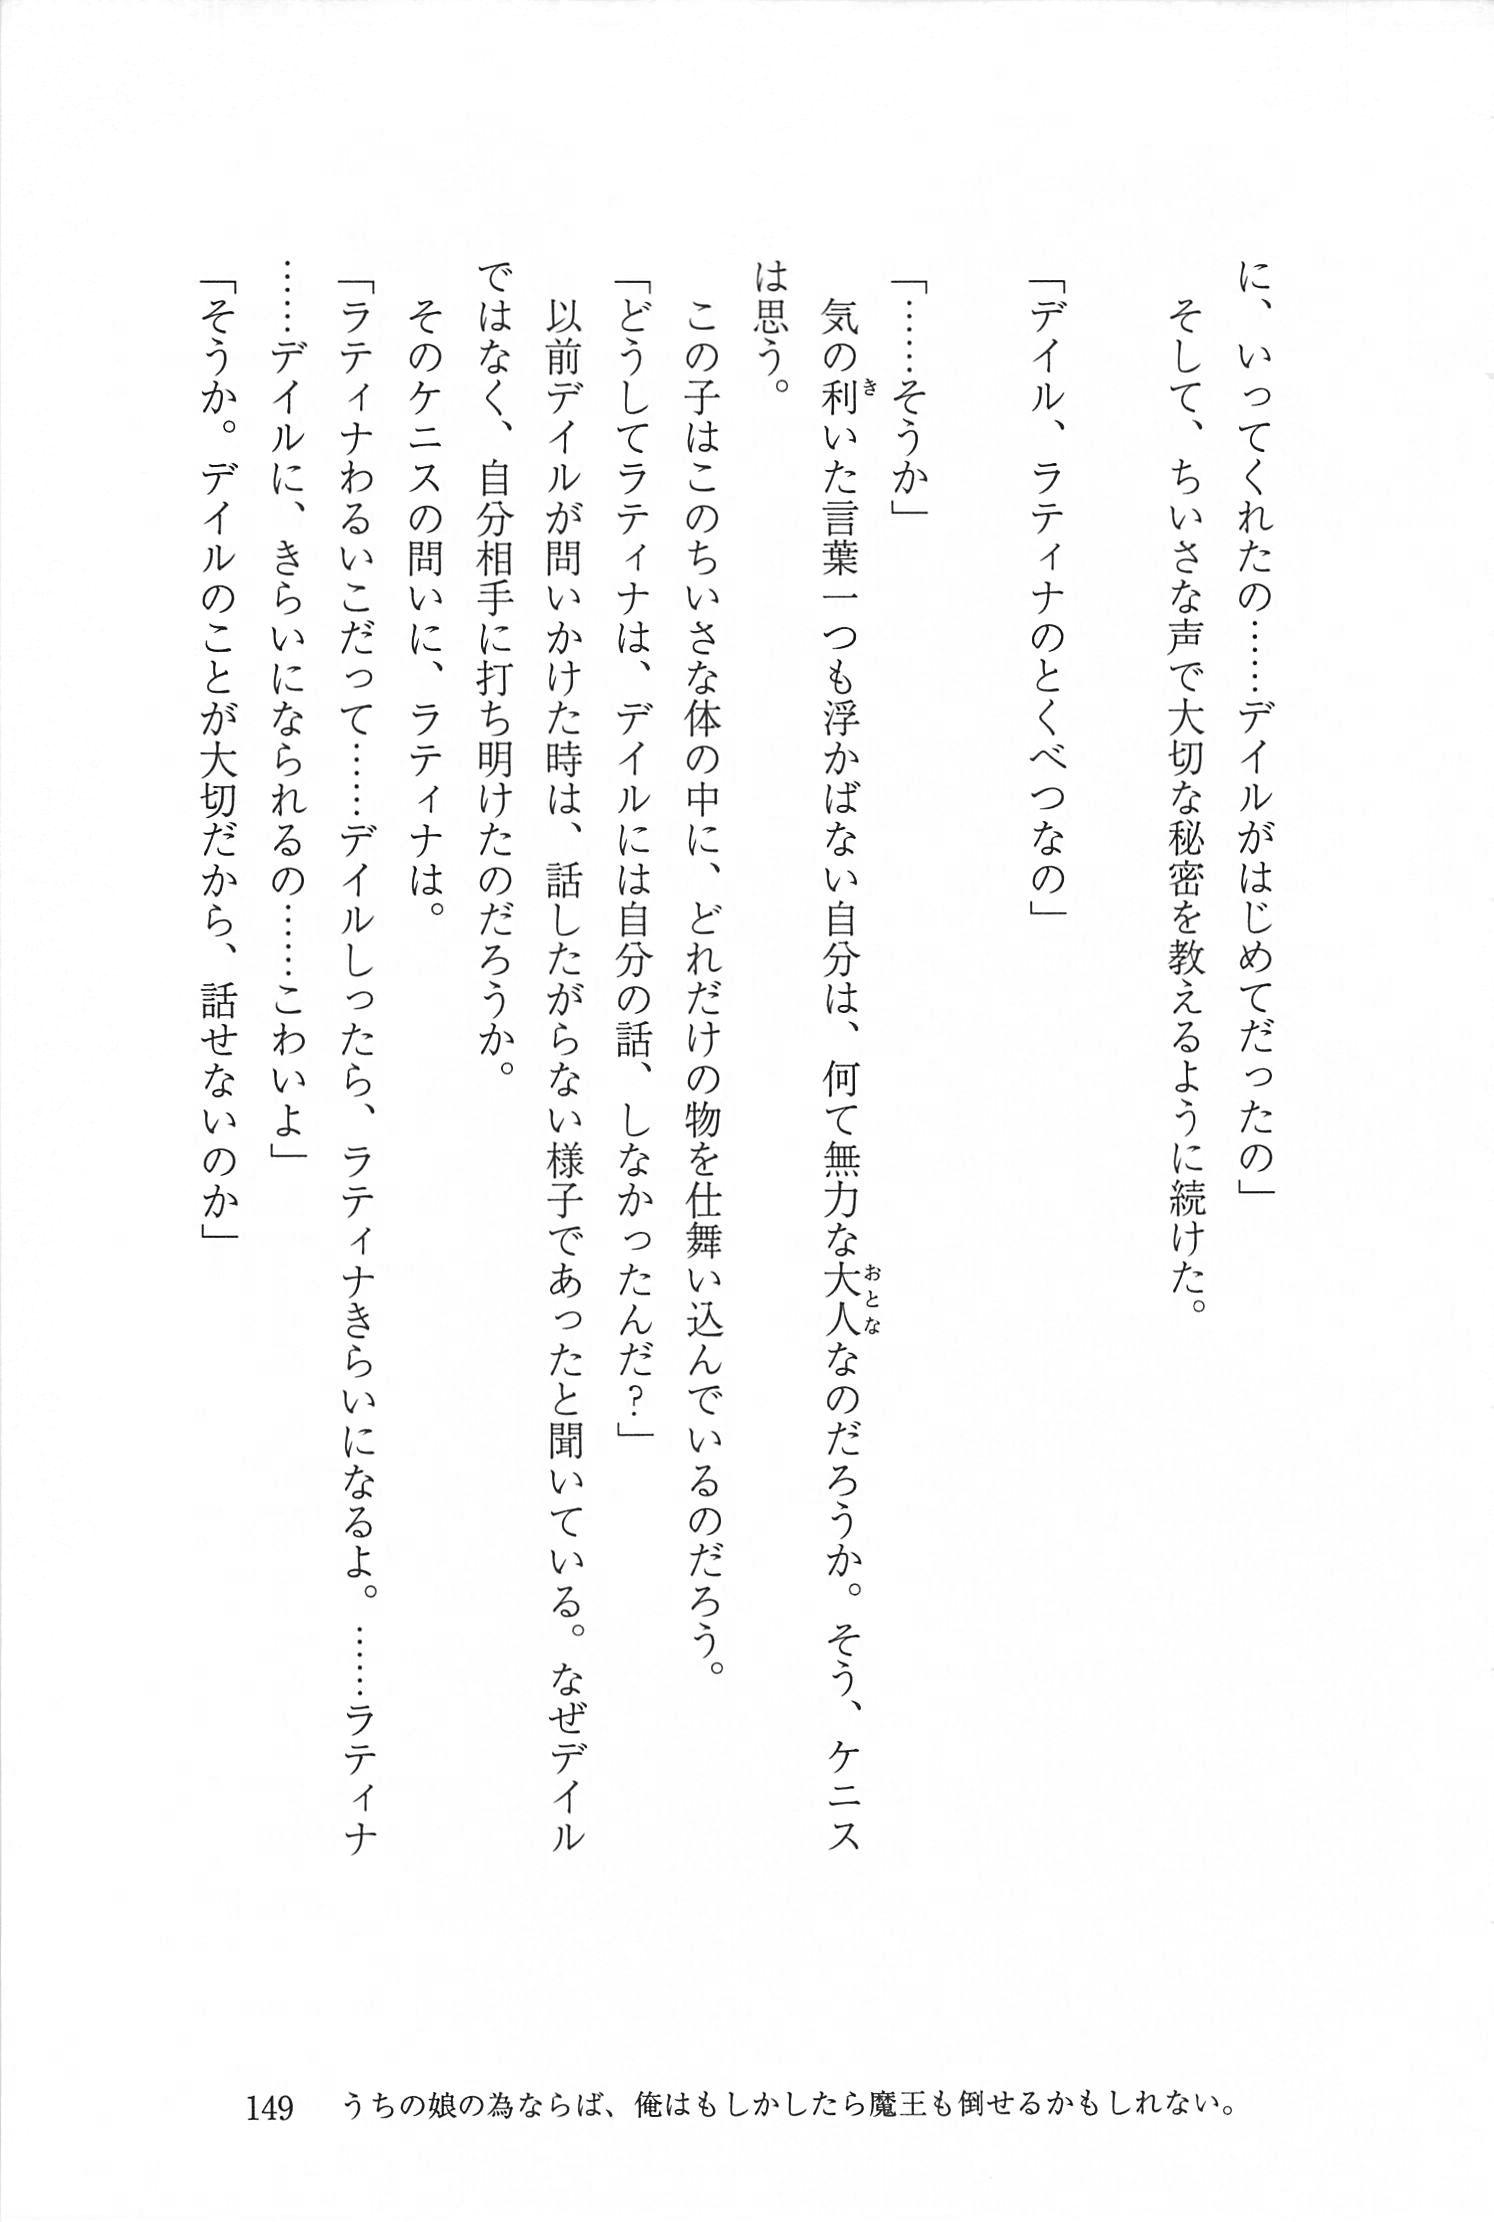 に、いってくれたの……デイルがはじめてだったの」
そして、ちいさな声で大切な秘密を教えるように続けた。
「デイル、ラティナのとくべつなの」
「……そうか」
気の利いた言葉一つも浮かばない自分は、何て無力な大人なのだろうか。そう、ケニス
は思う。
この子はこのちいさな体の中に、どれだけの物を仕舞い込んでいるのだろう。
「どうしてラティナは、デイルには自分の話、しなかったんだ？」
以前デイルが問いかけた時は、話したがらない様子であったと聞いている。なぜデイル
ではなく、自分相手に打ち明けたのだろうか。
そのケニスの問いに、ラティナは。
「ラティナわるいこだって……デイルしったら、ラティナきらいになるよ。……ラティナ
……デイルに、きらいになられるの……こわいよ」
「そうか。デイルのことが大切だから、話せないのか」
149 うちの娘の為ならば、俺はもしかしたら魔王も倒せるかもしれない。